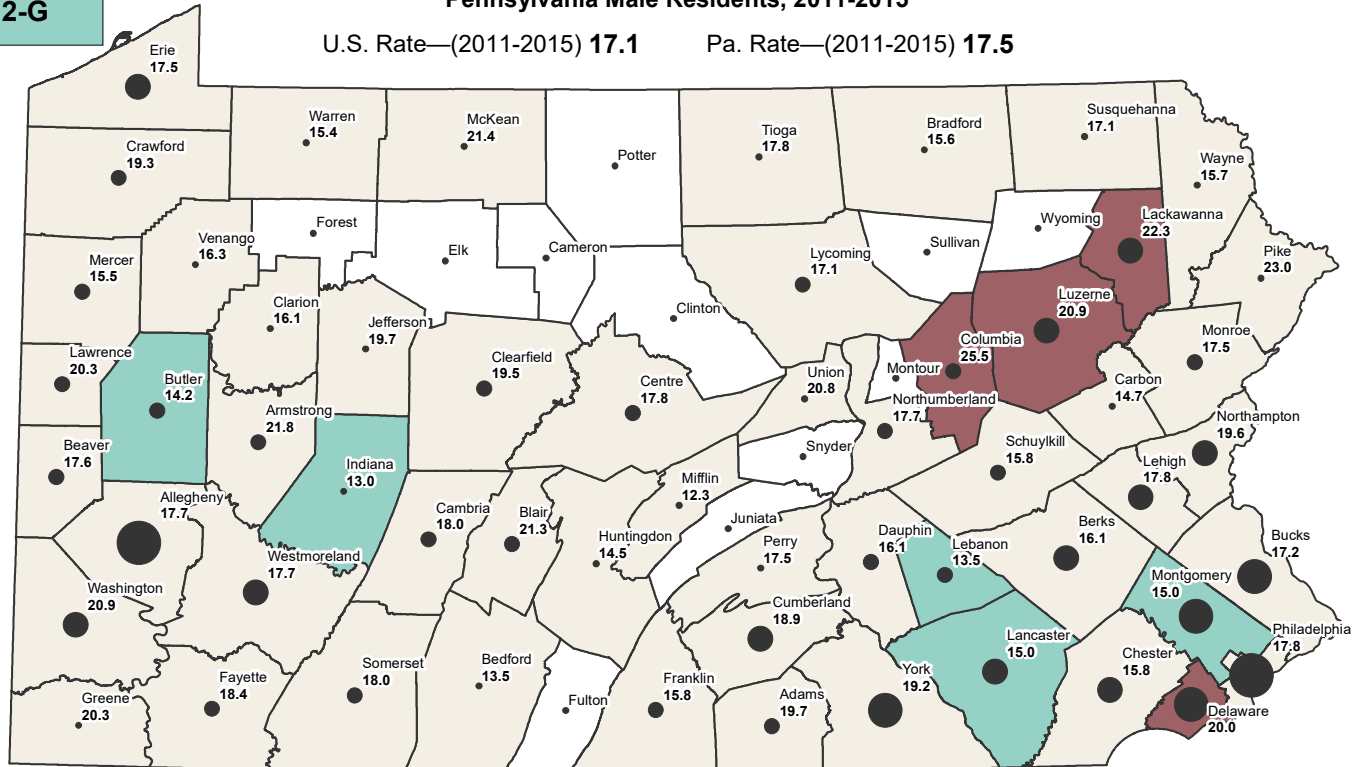 2-G
Pennsylvania Male Residents, 2011-2015
U.S. Rate—(2011-2015) 17.1
Pa. Rate—(2011-2015) 17.5
Erie
17.5
Warren
15.4
McKean
21.4
Potter
Tioga
17.8
Bradford
15.6
Susquehanna
17.1
Wayne
15.7
Crawford
19.3
Forest
Elk
Cameron
Sullivan
Wyoming
Lackawanna
22.3
Venango
16.3
Mercer
15.5
Lycoming
17.1
Pike
23.0
Clarion
16.1
Jefferson
19.7
Clinton
Luzerne
20.9
Columbia
25.5
Monroe
17.5
Lawrence
20.3
Butler
14.2
Clearfield
19.5
Centre
17.8
Union
20.8
Montour
Carbon
14.7
Northumberland
17.7
Armstrong
21.8
Northampton
19.6
Beaver
17.6
Indiana
13.0
Snyder
Schuylkill
15.8
Lehigh
17.8
Allegheny
17.7
Mifflin
12.3
Cambria
18.0
Blair
21.3
Juniata
Huntingdon
14.5
Perry
17.5
Dauphin
16.1
Lebanon
13.5
Berks
16.1
Bucks
17.2
Westmoreland
17.7
Montgomery
15.0
Washington
20.9
Cumberland
18.9
Philadelphia
17.8
Lancaster
15.0
Chester
15.8
Somerset
18.0
Bedford
13.5
York
19.2
Fayette
18.4
Franklin
15.8
Greene
20.3
Fulton
Adams
19.7
Delaware
20.0